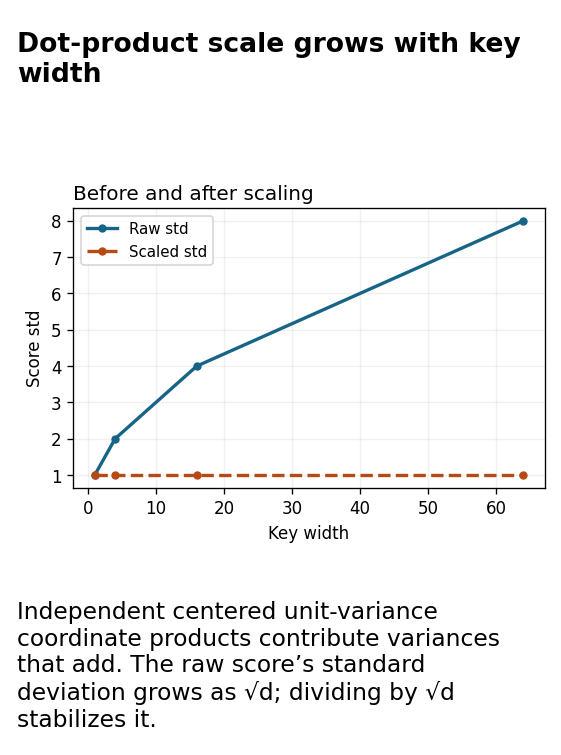 Dot-product scale grows with key
width
Before and after scaling
Raw std
Scaled std
Score std
8
7
6
5
4
3
2
1
0 10 20 30 40 50 60
Key width
Independent centered unit-variance
coordinate products contribute variances
that add. The raw score’s standard
deviation grows as √d; dividing by √d
stabilizes it.